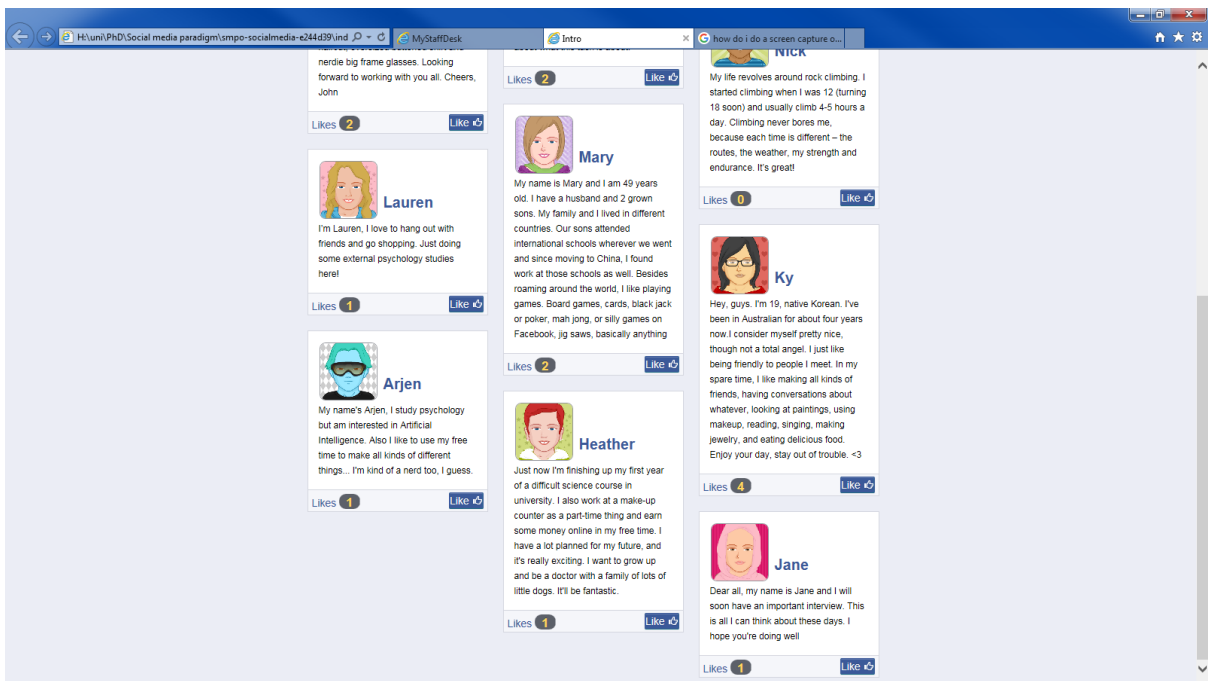 H:\uni\PhD\Social media paradigm\smpo-socialmedia-e244d39\ind
MyStaffDesk
Intro
how do i do a screen capture o...
nerdie big frame glasses. Looking
forward to working with you all. Cheers,
John
Likes 2 Like
Lauren
I'm Lauren, I love to hang out with
friends and go shopping. Just doing
some external psychology studies
here!
Likes 1 Like
Arjen
My name's Arjen, I study psychology
but am interested in Artificial
Intelligence. Also I like to use my free
time to make all kinds of different
things... I'm kind of a nerd too, I guess.
Likes 1 Like
Likes 2 Like
Mary
My name is Mary and I am 49 years
old. I have a husband and 2 grown
sons. My family and I lived in different
countries. Our sons attended
international schools wherever we went
and since moving to China, I found
work at those schools as well. Besides
roaming around the world, I like playing
games. Board games, cards, black jack
or poker, mah jong, or silly games on
Facebook, jig saws, basically anything
Likes 2 Like
Heather
Just now I'm finishing up my first year
of a difficult science course in
university. I also work at a make-up
counter as a part-time thing and earn
some money online in my free time. I
have a lot planned for my future, and
it's really exciting. I want to grow up
and be a doctor with a family of lots of
little dogs. It'll be fantastic.
Likes 1 Like
Nick
My life revolves around rock climbing. I
started climbing when I was 12 (turning
18 soon) and usually climb 4-5 hours a
day. Climbing never bores me,
because each time is different – the
routes, the weather, my strength and
endurance. It's great!
Likes 0 Like
Ky
Hey, guys. I'm 19, native Korean. I've
been in Australian for about four years
now.I consider myself pretty nice,
though not a total angel. I just like
being friendly to people I meet. In my
spare time, I like making all kinds of
friends, having conversations about
whatever, looking at paintings, using
makeup, reading, singing, making
jewelry, and eating delicious food.
Enjoy your day, stay out of trouble. <3
Likes 4 Like
Jane
Dear all, my name is Jane and I will
soon have an important interview. This
is all I can think about these days. I
hope you're doing well
Likes 1 Like